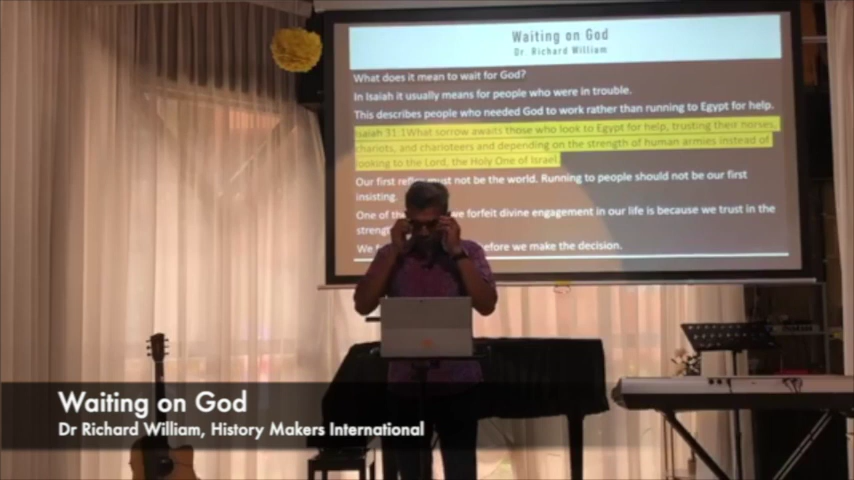 Waiting on God
Dr Richard William
What does it mean to wait for God?
In Isaiah it usually means for people who were in trouble.
This describes people who needed God to work rather than running to Egypt for help.
Isaiah 31:1What sorrow awaits those who look to Egypt for help, trusting their horses,
chariots, and charioteers and depending on the strength of human armies instead of
looking to the Lord, the Holy One of Israel.
Our first must not be the world. Running to people should not be our first
insisting.
One of we forfeit divine engagement in our life is because we trust in the
We before we make the decision.
Waiting on God
Dr Richard William, History Makers International